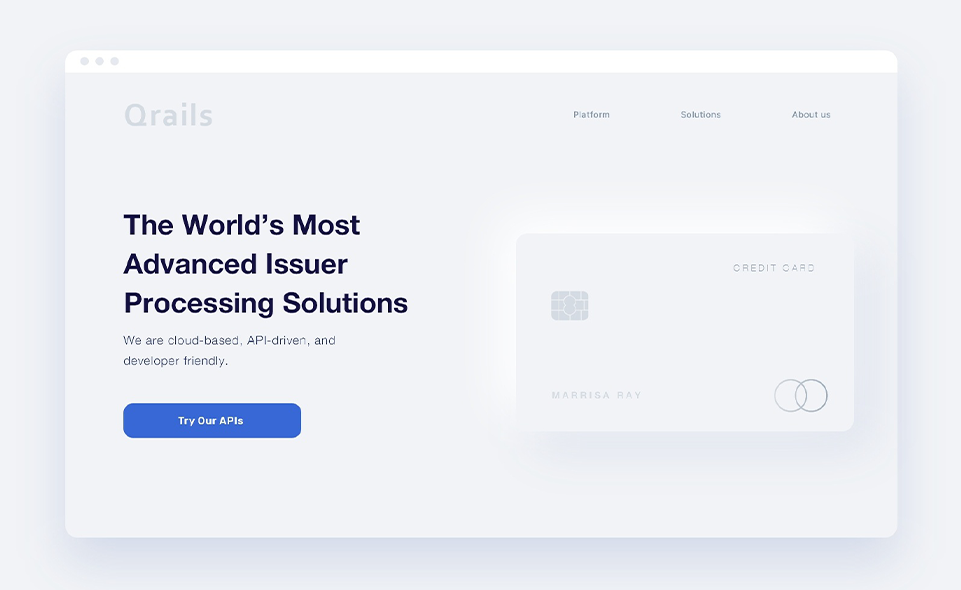 Qrails
Platform
Solutions
About us
The World’s Most
Advanced Issuer
Processing Solutions
We are cloud-based, API-driven, and
developer friendly.
Try Our APIs
CREDIT CARD
MARRISA RAY